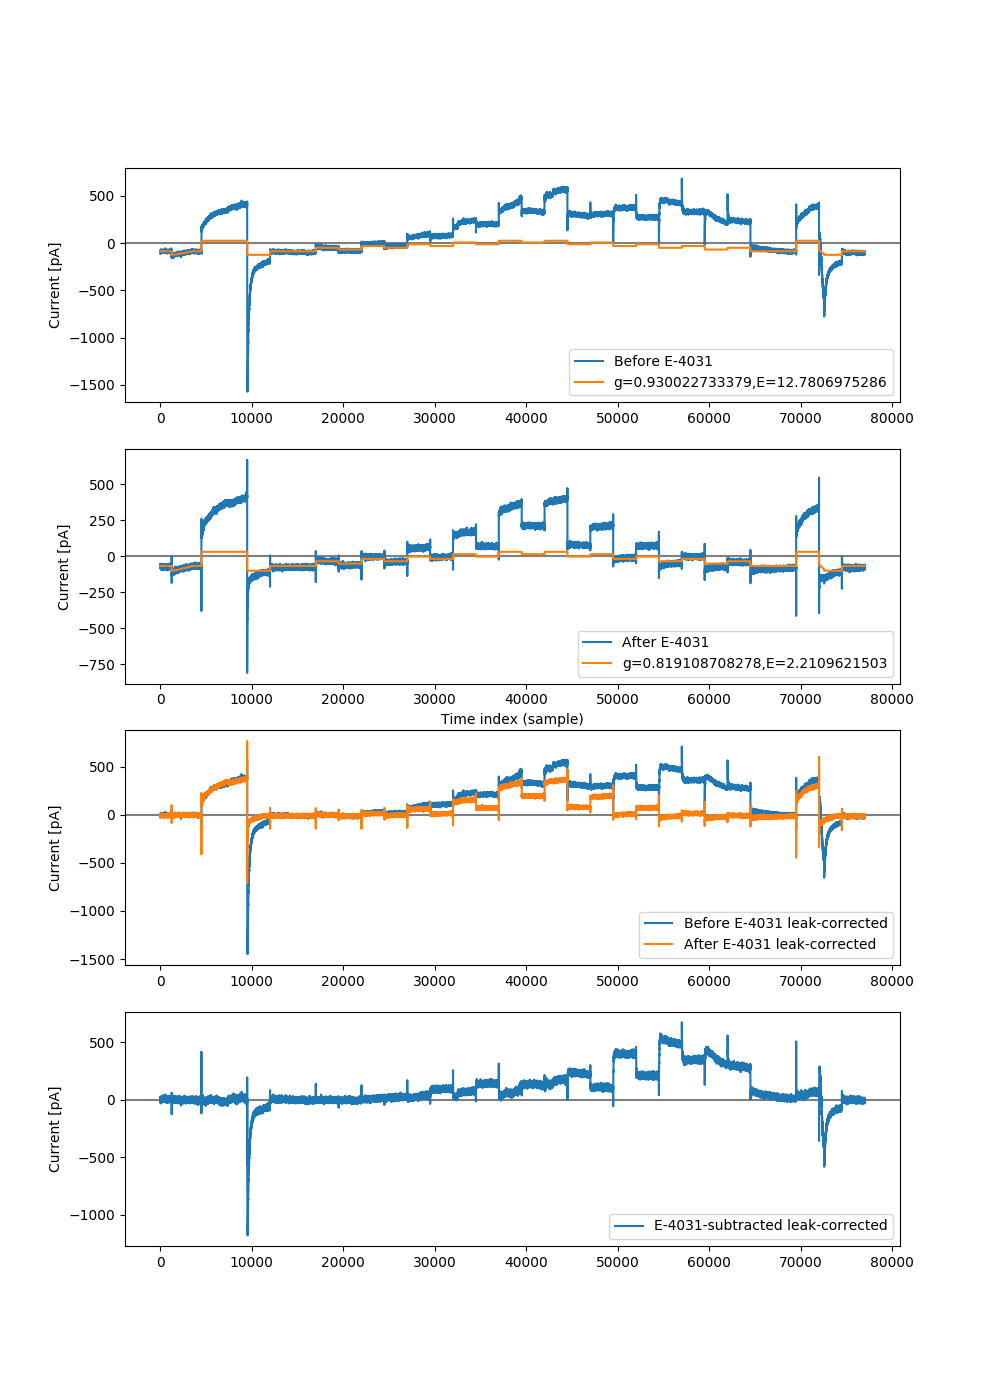 500
0
−500
−1000
−1500
Current [pA]
Before E-4031
g=0.930022733379,E=12.7806975286
0 10000 20000 30000 40000 50000 60000 70000 80000
500
250
0
−250
−500
−750
Current [pA]
After E-4031
g=0.819108708278,E=2.2109621503
0 10000 20000 30000 40000 50000 60000 70000 80000
Time index (sample)
500
0
−500
−1000
−1500
Current [pA]
Before E-4031 leak-corrected
After E-4031 leak-corrected
0 10000 20000 30000 40000 50000 60000 70000 80000
500
0
−500
−1000
Current [pA]
E-4031-subtracted leak-corrected
0 10000 20000 30000 40000 50000 60000 70000 80000